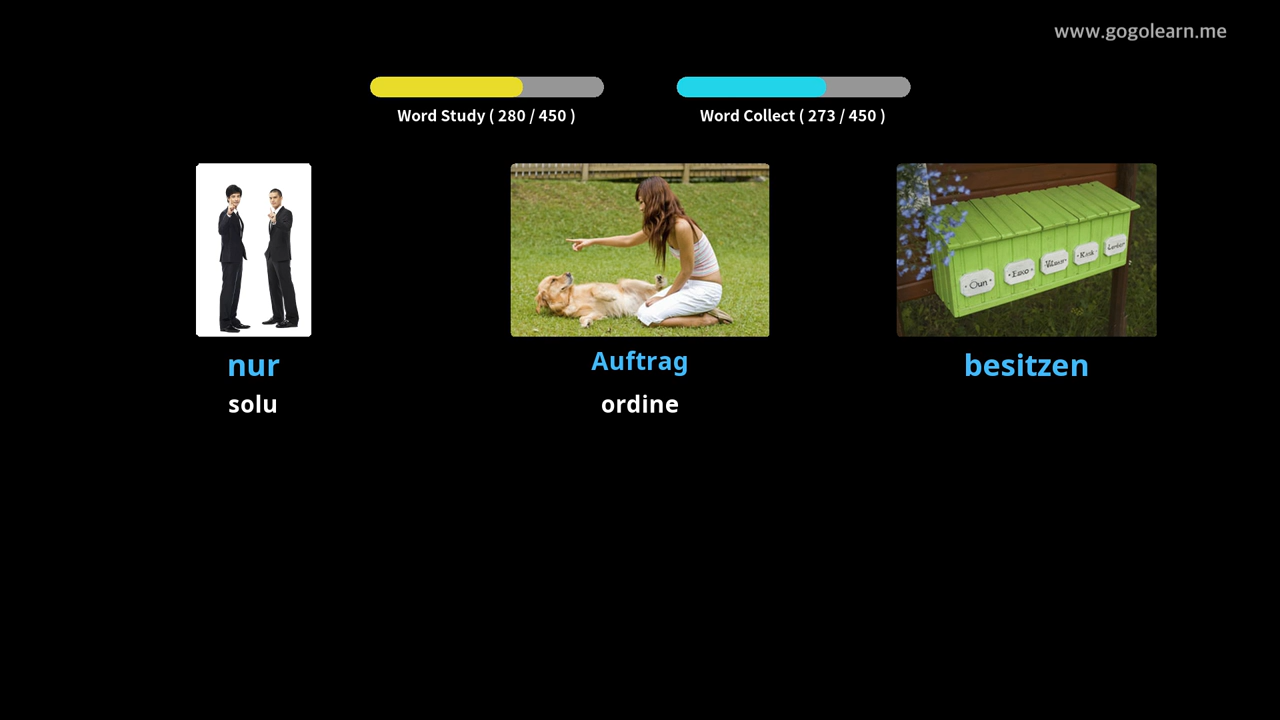 www.gogolearn.me
Word Study ( 280 / 450 )
Word Collect ( 273 / 450 )
nur
solu
Auftrag
ordine
besitzen